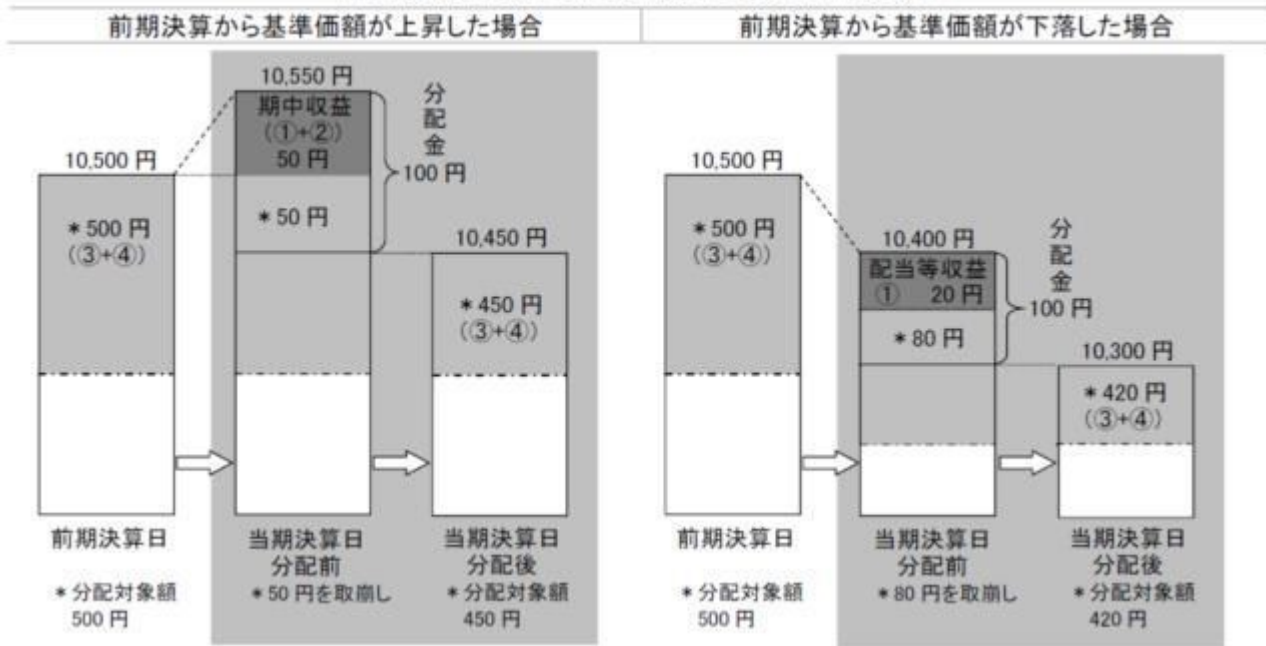 前期決算から基準価額が上昇した場合
10,550 円
期中収益
(①+②)
50 円
分配金
100 円
10,500 円
*500 円
(③+④)
*50 円
10,450 円
*450 円
(③+④)
前期決算日
当期決算日
分配前
当期決算日
分配後
*分配対象額
500 円
*50 円を取崩し
*分配対象額
450 円
前期決算から基準価額が下落した場合
10,500 円
*500 円
(③+④)
10,400 円
配当等収益
① 20 円
分配金
100 円
*80 円
10,300 円
*420 円
(③+④)
前期決算日
当期決算日
分配前
当期決算日
分配後
*分配対象額
500 円
*80 円を取崩し
*分配対象額
420 円